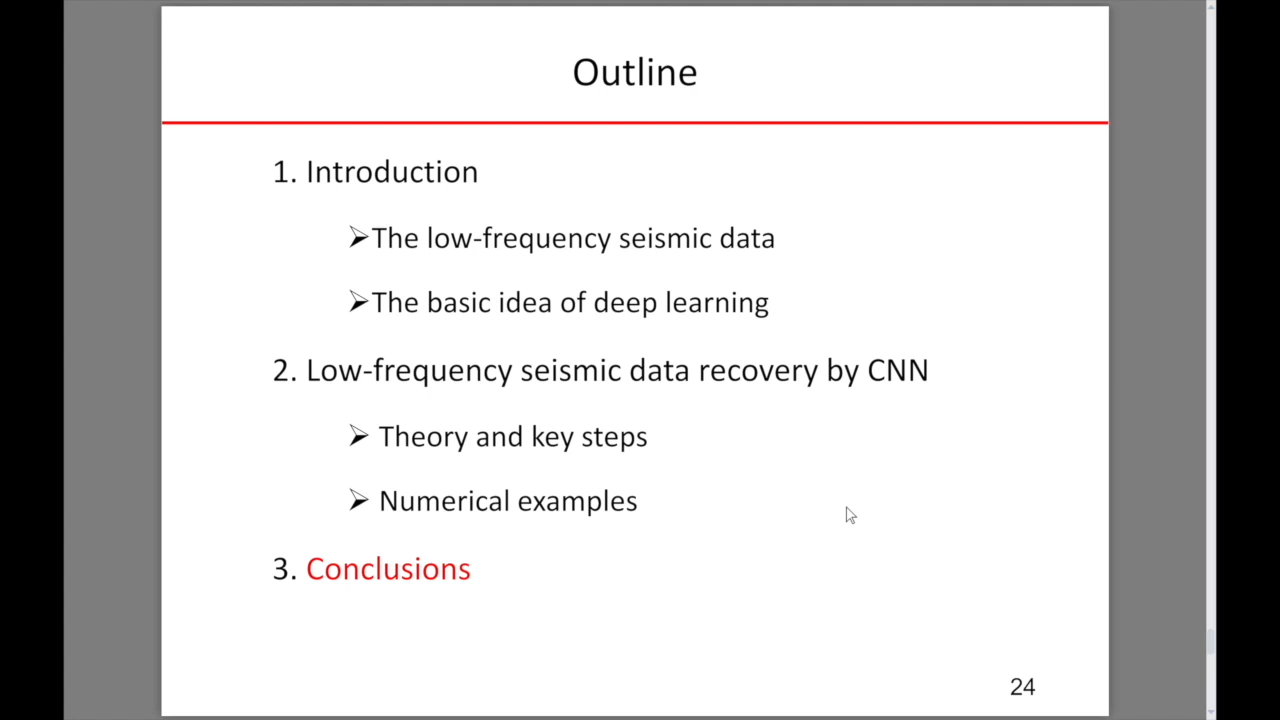 Outline
1. Introduction
➢The low-frequency seismic data
➢The basic idea of deep learning
2. Low-frequency seismic data recovery by CNN
➢ Theory and key steps
➢ Numerical examples
3. Conclusions
24